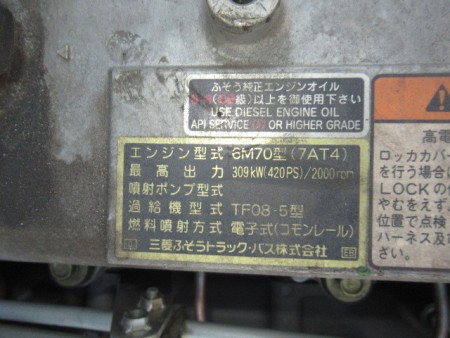 ふそう純正エンジンオイル
級)以上を御使用下さい
USE DIESEL ENGINE OIL
API SERVICE OR HIGHER GRADE
エンジン型式 6M70型(7AT4)
最高出力 309kW(420PS)/2000rpm
噴射ポンプ型式
過給機型式 TF08-5型
燃料噴射方式 電子式(コモンレール)
三菱ふそうトラック・バス株式会社
高電
ロッカカバ
を行う場合は
LOCKの位
やむをえず、
位置で点検
ハーネス及び
さい。